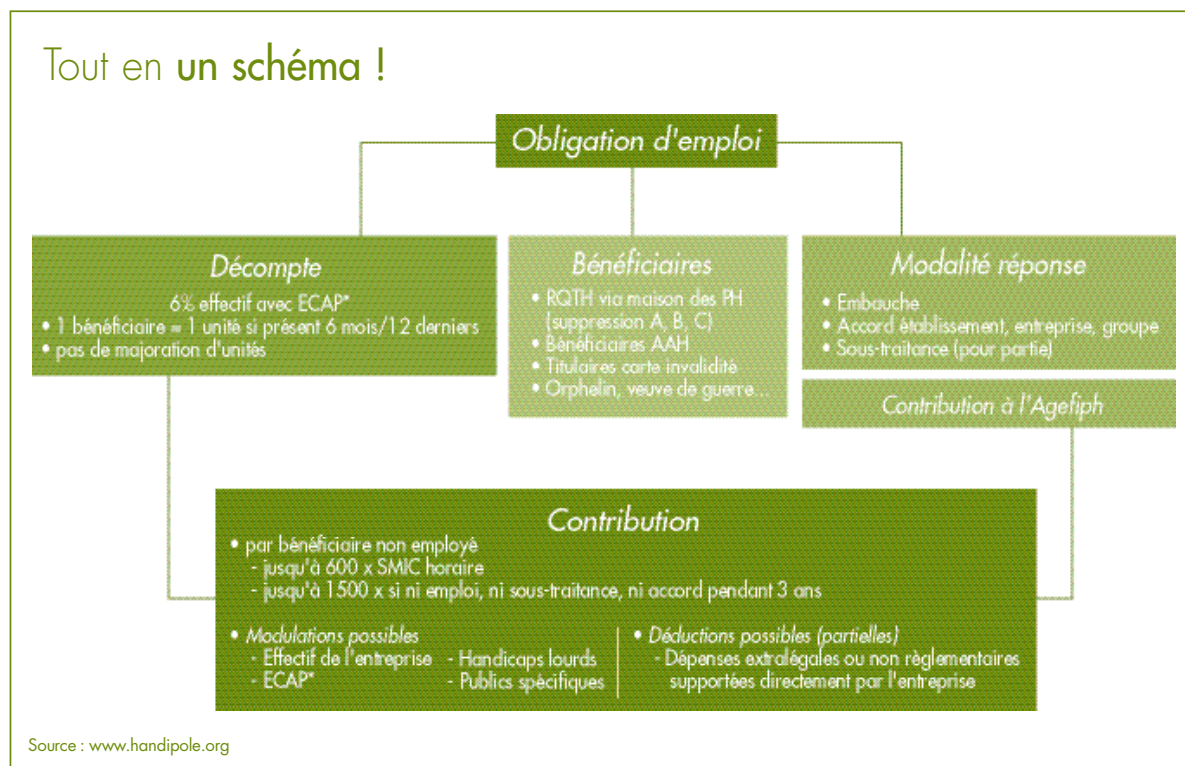 Tout en un schéma !
Obligation d'emploi
Décompte
6% effectif avec ECAP*
• 1 bénéficiaire = 1 unité si présent 6 mois/12 derniers
• pas de majoration d'unités
Bénéficiaires
• RQTH via maison des PH
(suppression A, B, C)
• Bénéficiaires AAH
• Titulaires carte invalidité
• Orphelin, veuve de guerre...
Modalité réponse
• Embauche
• Accord établissement, entreprise, groupe
• Sous-traitance (pour partie)
Contribution à l'Agefiph
Contribution
• par bénéficiaire non employé
- jusqu'à 600 x SMIC horaire
- jusqu'à 1500 x si ni emploi, ni sous-traitance, ni accord pendant 3 ans
• Modulations possibles
- Effectif de l'entreprise
- ECAP*
- Handicaps lourds
- Publics spécifiques
• Déductions possibles (partielles)
- Dépenses extralégales ou non règlementaires
supportées directement par l'entreprise
Source : www.handipole.org